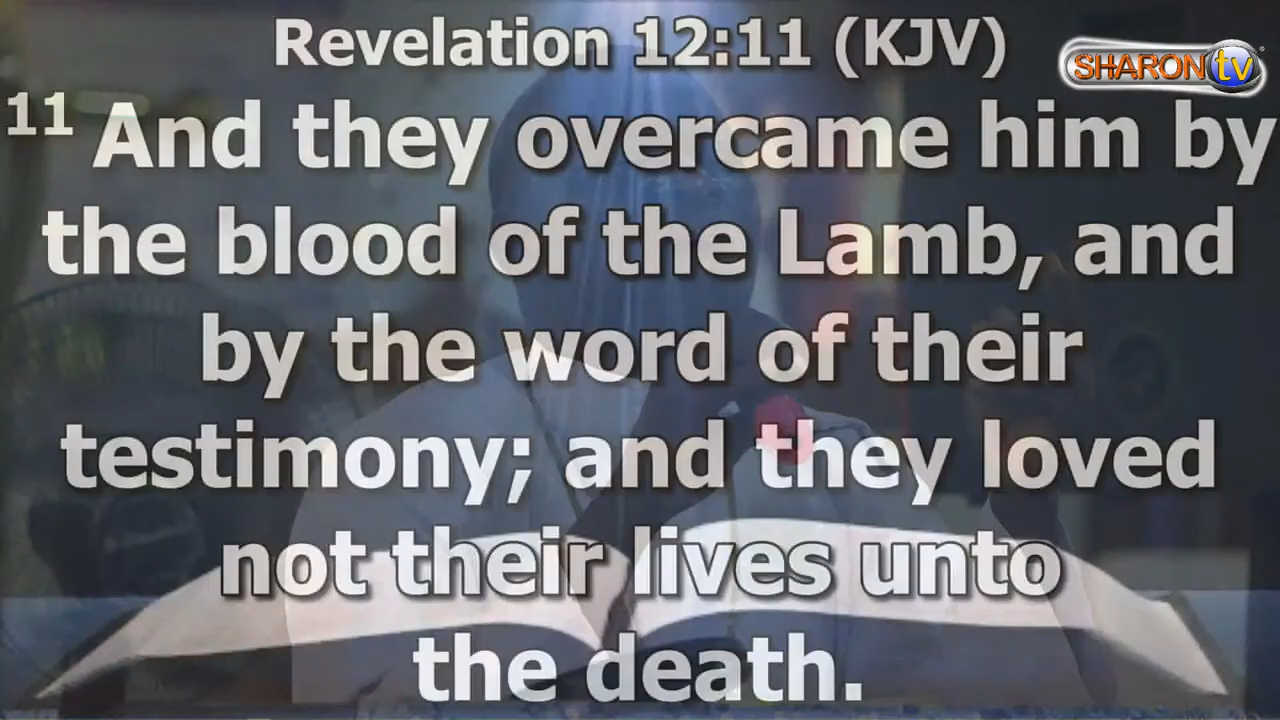 Revelation 12:11 (KJV)
SHARON tv
11 And they overcame him by
the blood of the Lamb, and
by the word of their
testimony; and they loved
not their lives unto
the death.